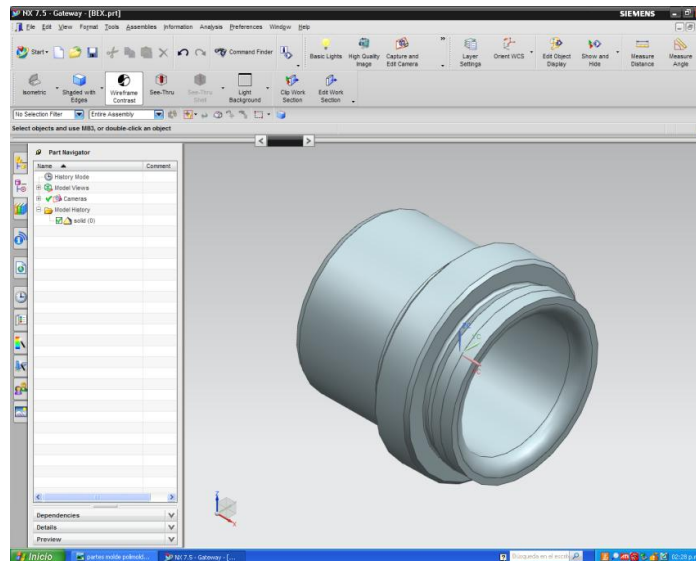 NX 7.5 - Gateway - [BEX.prt]
SIEMENS
File Edit View Format Tools Assemblies Information Analysis Preferences Window Help
Start
Command Finder
Basic Lights
High Quality Image
Capture and Edit Camera
Layer Settings
Orient WCS
Edit Object Display
Show and Hide
Measure Distance
Measure Angle
Isometric
Shaded with Edges
Wireframe Contrast
See-Thru
See-Thru Shell
Light Background
Clip Work Section
Edit Work Section
No Selection Filter
Entire Assembly
Select objects and use MB3, or double-click an object
Part Navigator
Name
Comment
History Mode
Model Views
Cameras
Model History
solid (0)
Dependencies
Details
Preview
Inicio
partes molde polimold...
NX 7.5 - Gateway - [...
Búsqueda en el escrit
02:28 p.m.